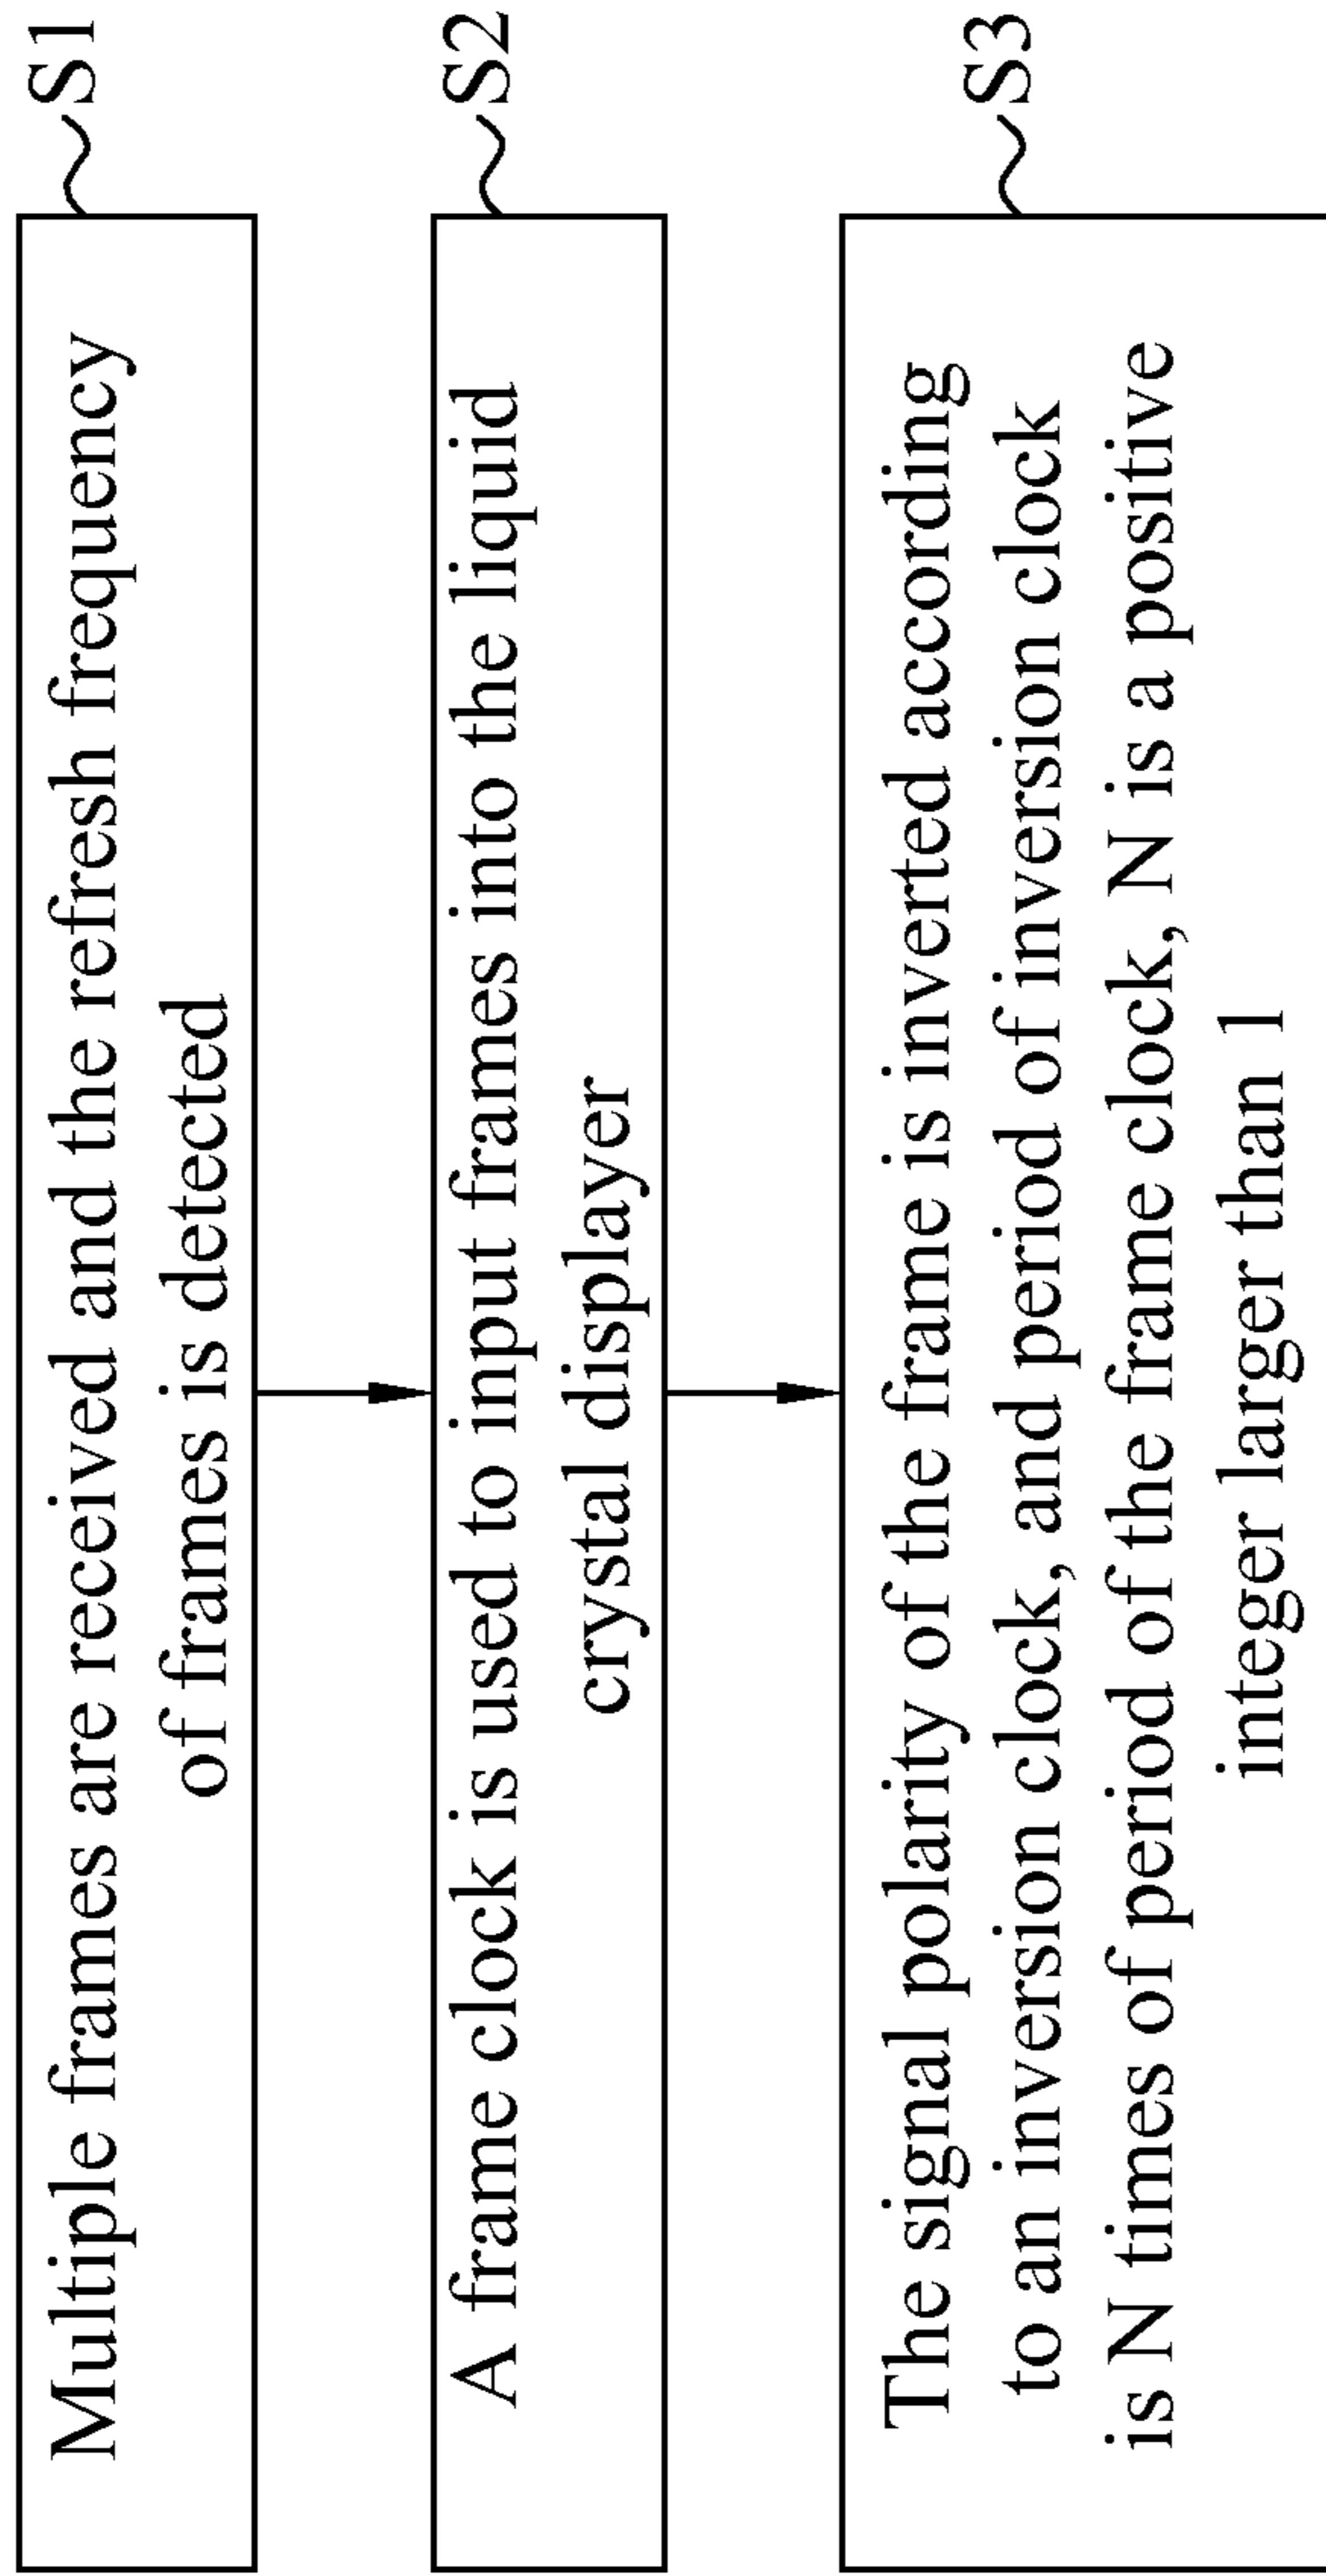 Multiple frames are received and the refresh frequency
of frames is detected
S1
A frame clock is used to input frames into the liquid
crystal displayer
S2
The signal polarity of the frame is inverted according
to an inversion clock, and period of inversion clock
is N times of period of the frame clock, N is a positive
integer larger than 1
S3